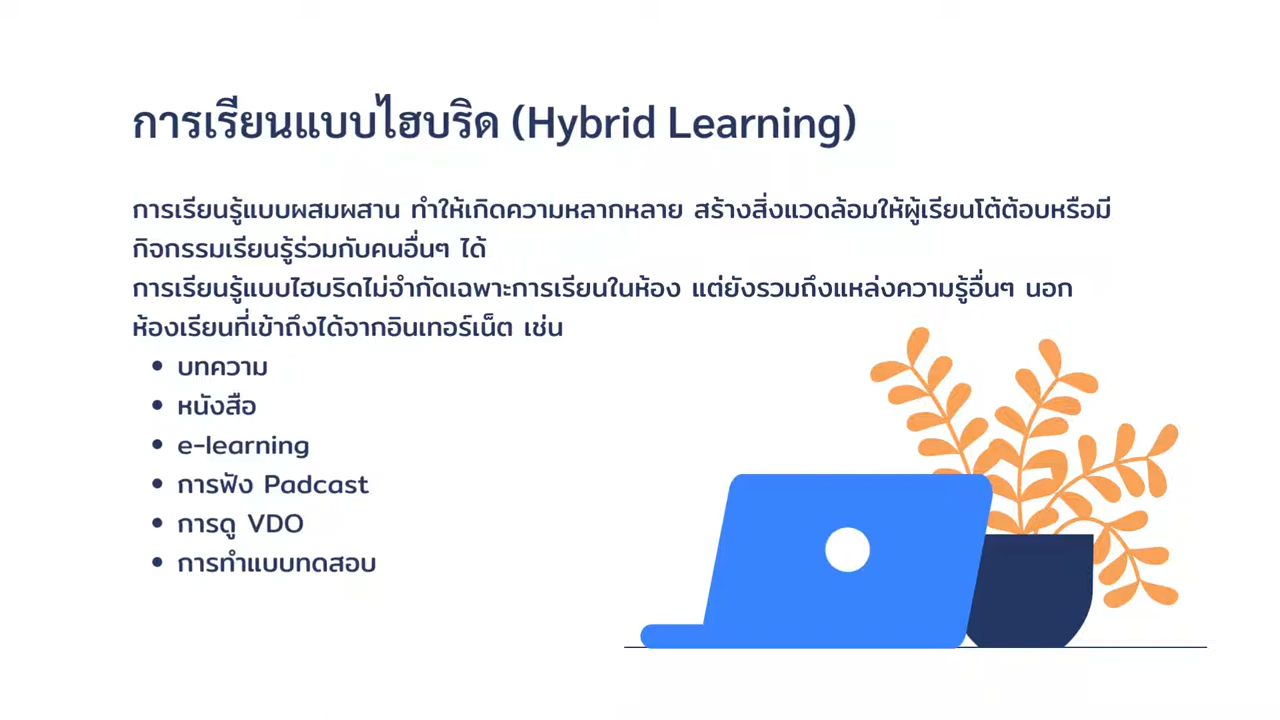 การเรียนแบบไฮบริด (Hybrid Learning)
การเรียนรู้แบบผสมผสาน ทำให้เกิดความหลากหลาย สร้างสิ่งแวดล้อมให้ผู้เรียนโต้ต้อบหรือมี
กิจกรรมเรียนรู้ร่วมกับคนอื่นๆ ได้
การเรียนรู้แบบไฮบริดไม่จำกัดเฉพาะการเรียนในห้อง แต่ยังรวมถึงแหล่งความรู้อื่นๆ นอก
ห้องเรียนที่เข้าถึงได้จากอินเทอร์เน็ต เช่น
• บทความ
• หนังสือ
• e-learning
• การฟัง Padcast
• การดู VDO
• การทำแบบทดสอบ